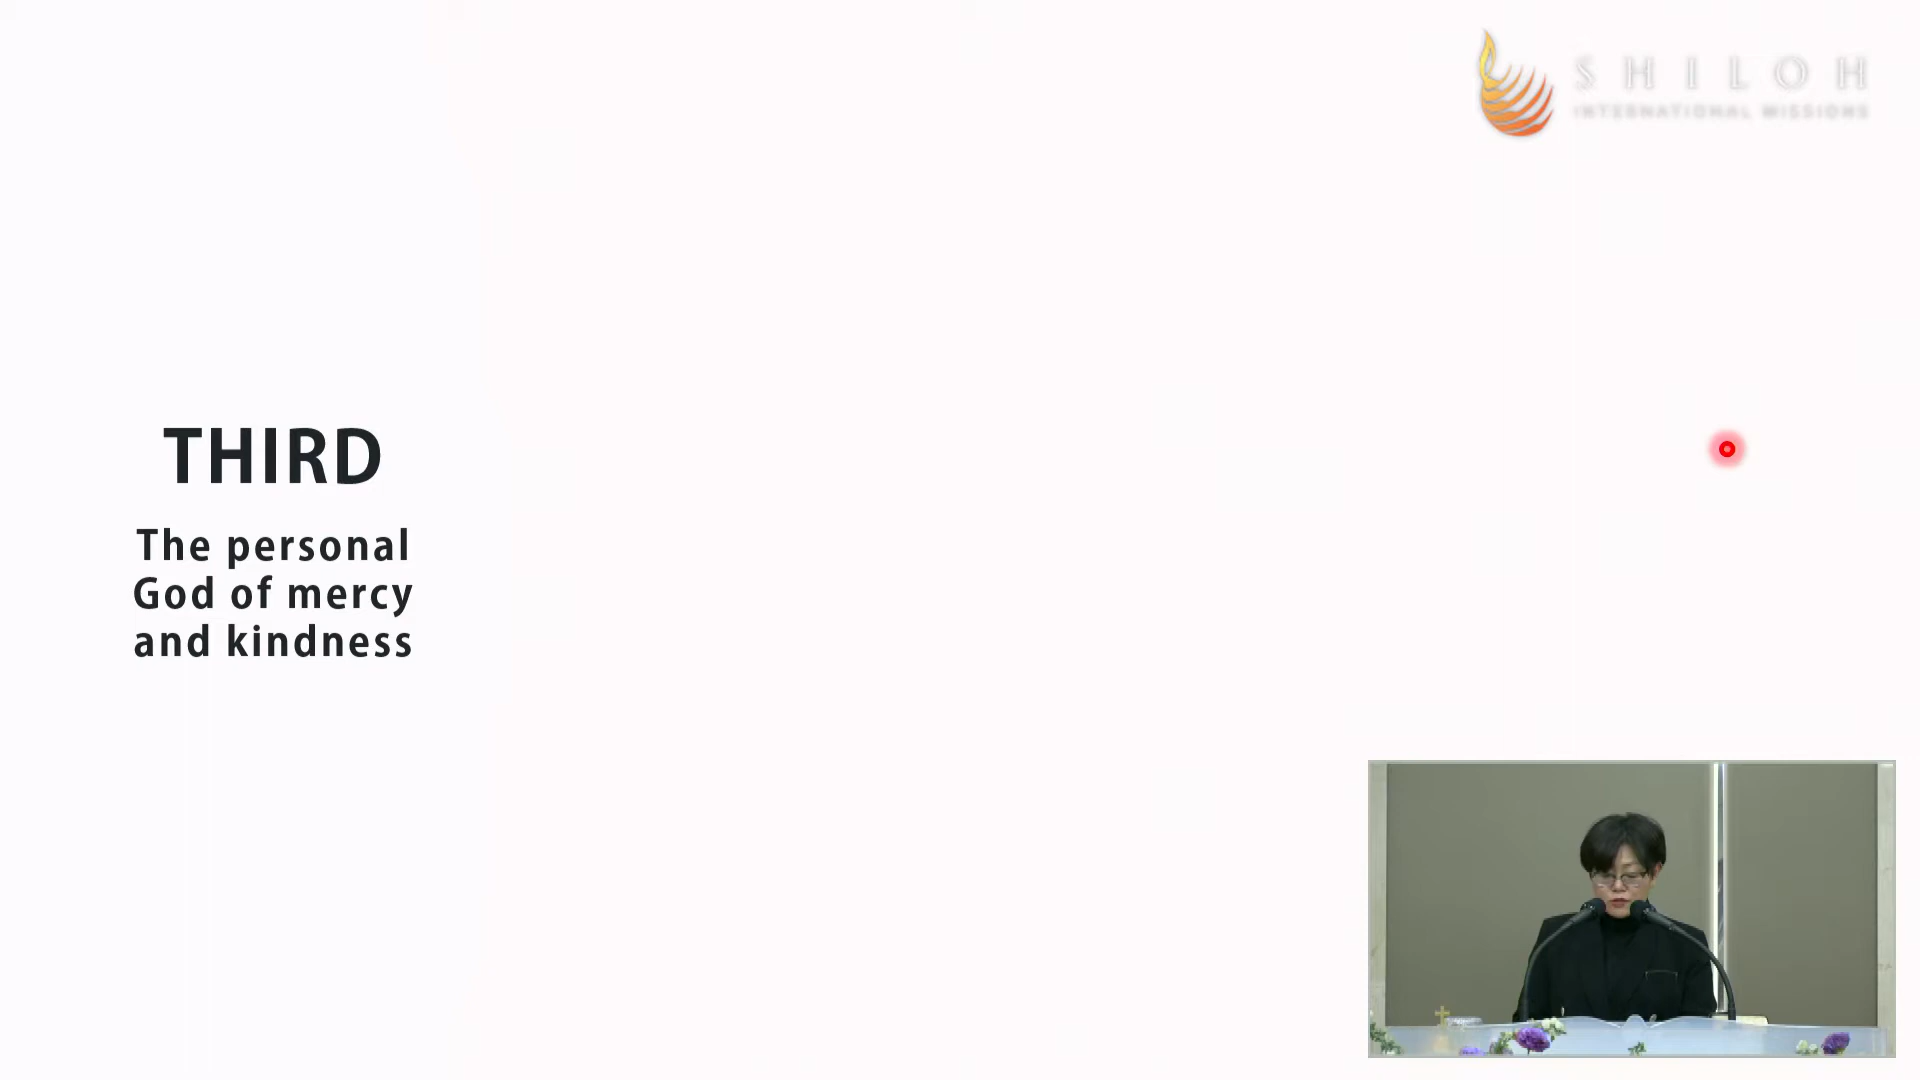 SHILOH
INTERNATIONAL MISSIONS
THIRD
The personal
God of mercy
and kindness